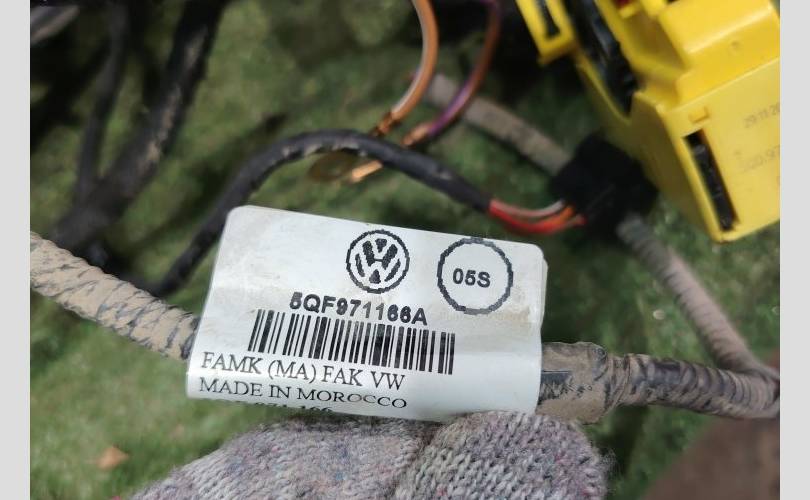 05S
5QF971166A
FAMK (MA) FAK VW
MADE IN MOROCCO